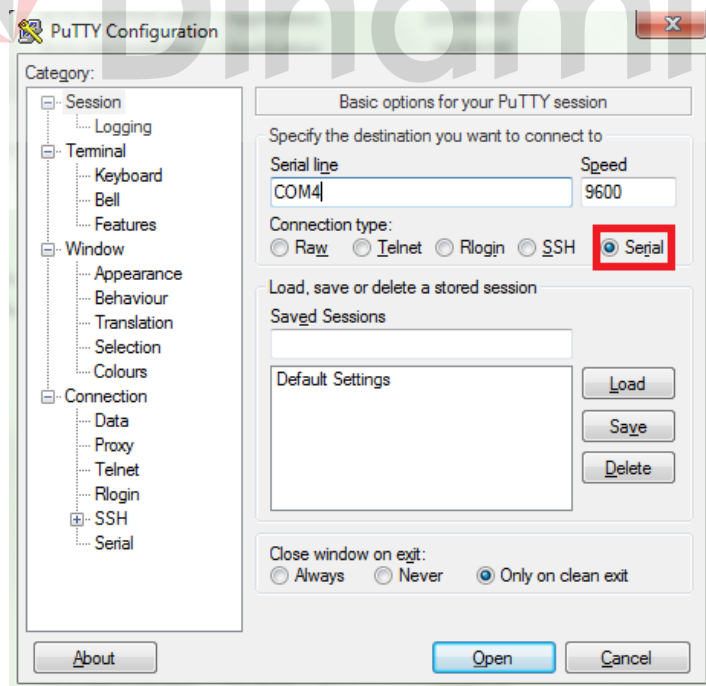 Dinami
PuTTY Configuration
Category:
Session
Logging
Terminal
Keyboard
Bell
Features
Window
Appearance
Behaviour
Translation
Selection
Colours
Connection
Data
Proxy
Telnet
Rlogin
SSH
Serial
Basic options for your PuTTY session
Specify the destination you want to connect to
Serial line
Speed
COM4
9600
Connection type:
Raw Telnet Rlogin SSH Serial
Load, save or delete a stored session
Saved Sessions
Default Settings
Load
Save
Delete
Close window on exit:
Always Never Only on clean exit
About
Open
Cancel